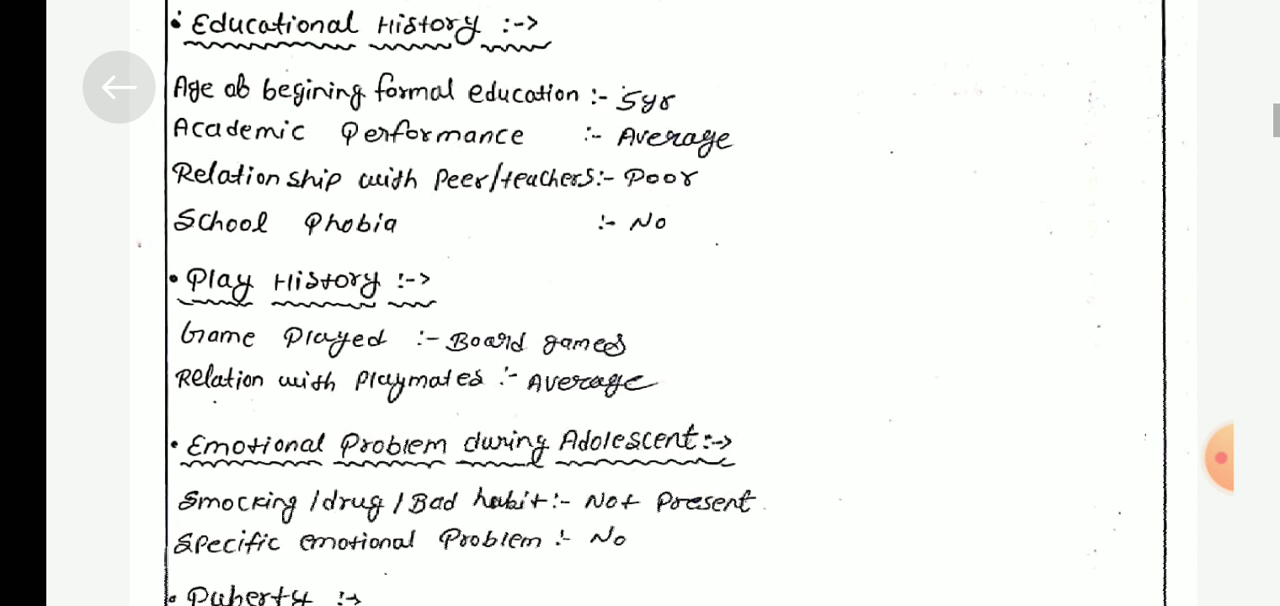 • Educational History :->
Age ob begining formal education :- 5yr
Academic Performance :- Average
Relationship with Peer/teachers:- Poor
School Phobia :- No
• Play History :->
Game Played :- Board games
Relation with Playmates :- Average
• Emotional Problem during Adolescent:->
Smocking /drug / Bad habit:- Not Present
Specific emotional Problem :- No
• Puberty :->